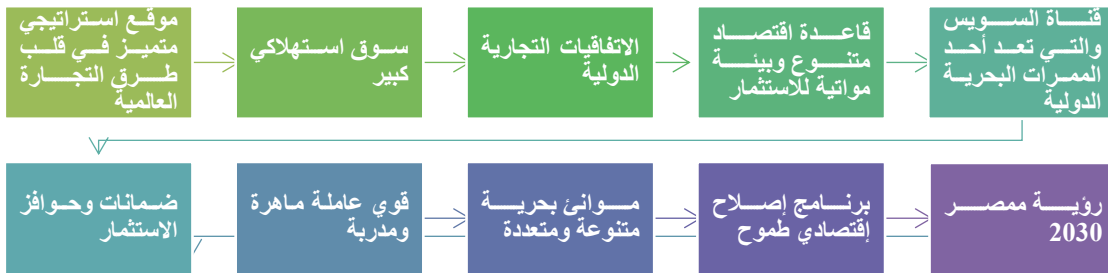 موقع استراتيجي
متميز في قلب
طرق التجارة
العالمية
سوق استهلاكي
كبير
الاتفاقيات التجارية
الدولية
قاعدة اقتصاد
متنوع وبيئة
مواتية للاستثمار
قناة السويس
والتي تعد أحد
الممرات البحرية
الدولية
ضمانات وحوافز
الاستثمار
قوي عاملة ماهرة
ومدربة
موانئ بحرية
متنوعة ومتعددة
برنامج إصلاح
إقتصادي طموح
رؤية ممصر
2030